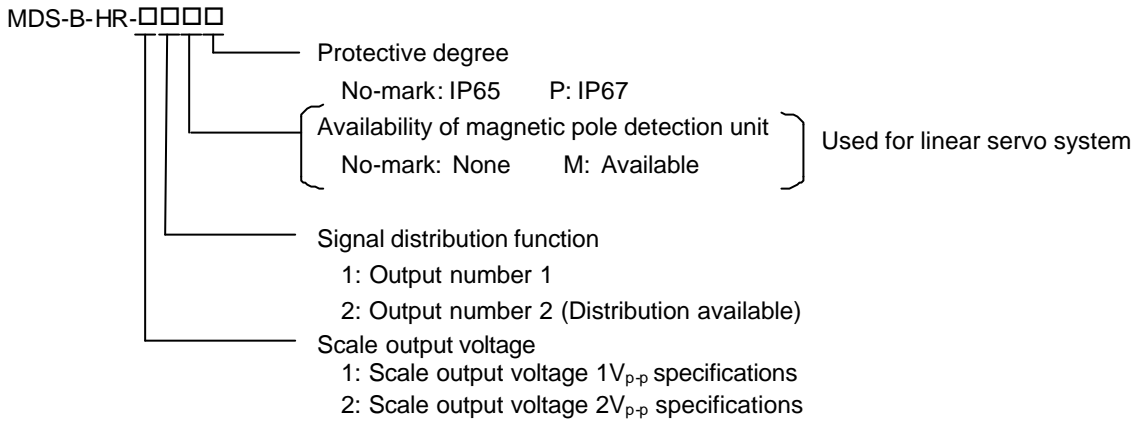 MDS-B-HR-□□□□
Protective degree
No-mark: IP65 P: IP67
Availability of magnetic pole detection unit
Used for linear servo system
No-mark: None M: Available
Signal distribution function
1: Output number 1
2: Output number 2 (Distribution available)
Scale output voltage
1: Scale output voltage 1Vp-p specifications
2: Scale output voltage 2Vp-p specifications